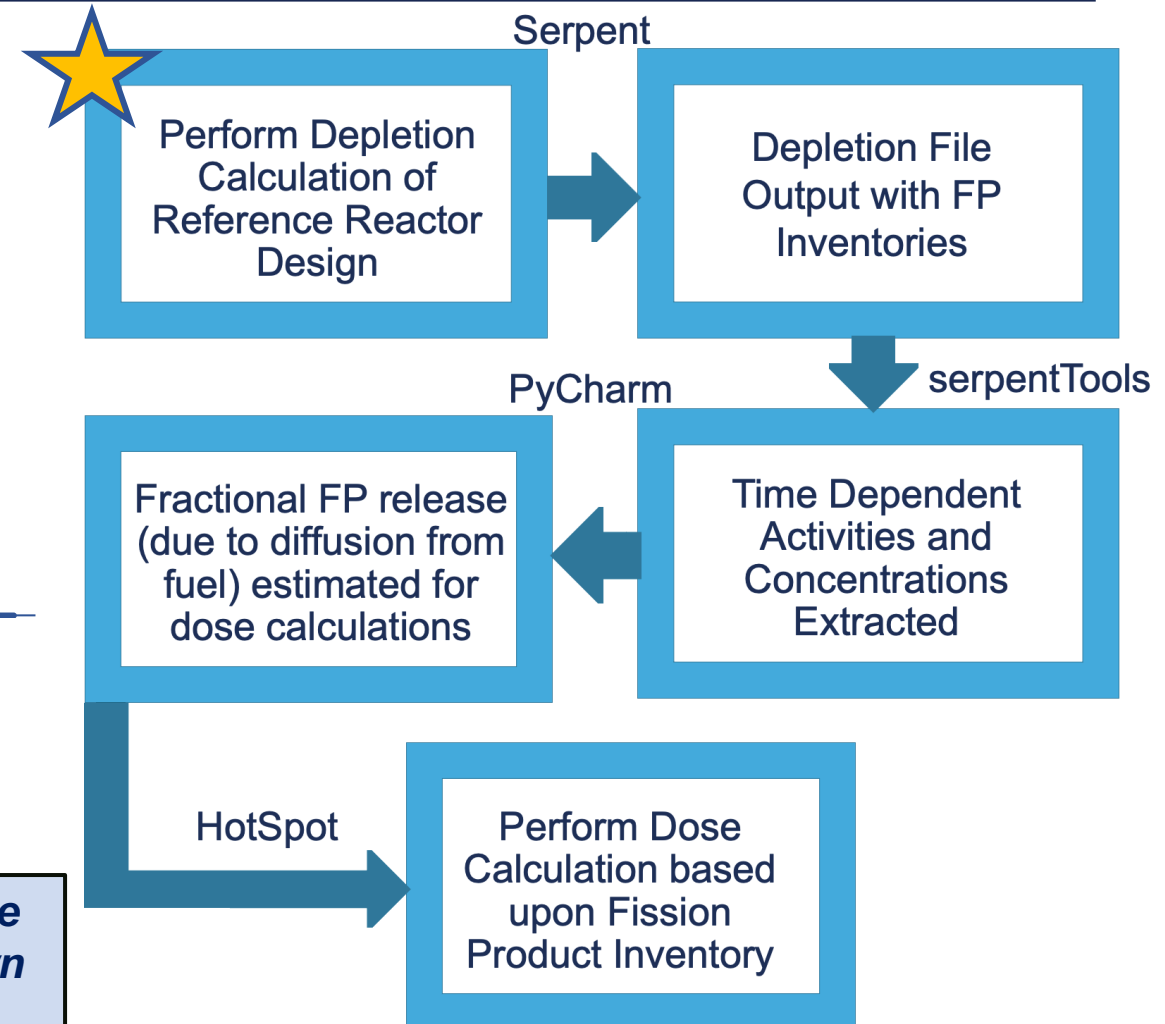 Serpent
Perform Depletion
Calculation of
Reference Reactor
Design
Depletion File
Output with FP
Inventories
serpentTools
PyCharm
Time Dependent
Activities and
Concentrations
Extracted
Fractional FP release
(due to diffusion from
fuel) estimated for
dose calculations
HotSpot
Perform Dose
Calculation based
upon Fission
Product Inventory